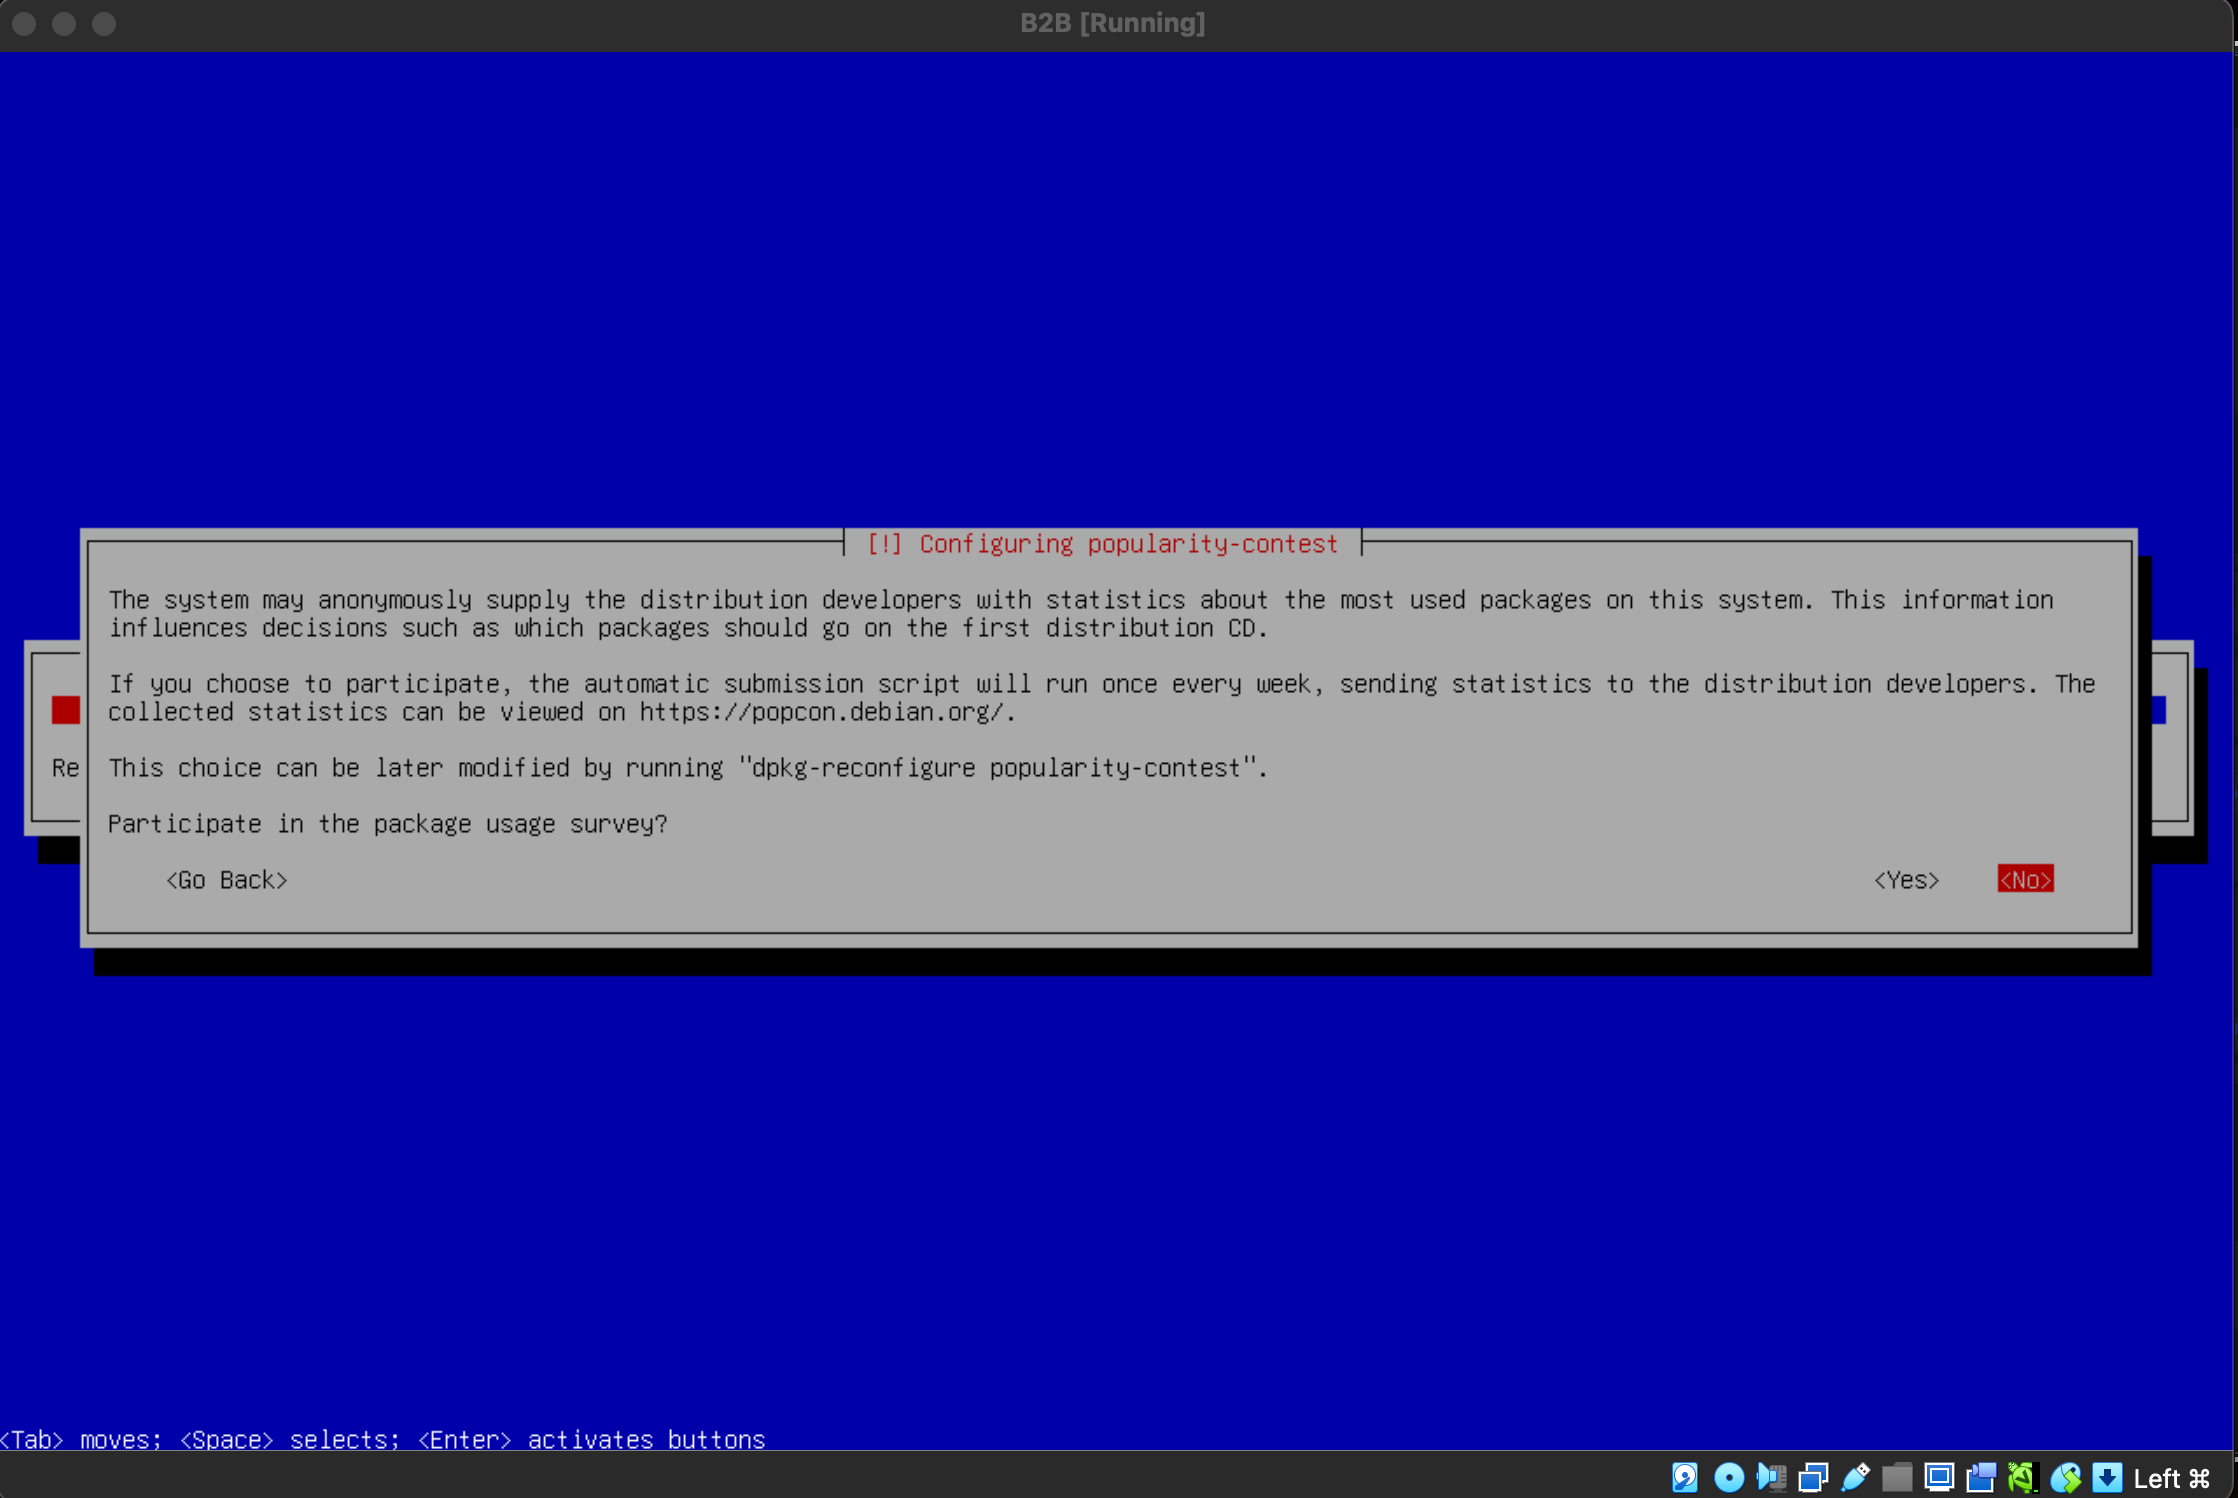 B2B [Running]
[!] Configuring popularity-contest
The system may anonymously supply the distribution developers with statistics about the most used packages on this system. This information
influences decisions such as which packages should go on the first distribution CD.
If you choose to participate, the automatic submission script will run once every week, sending statistics to the distribution developers. The
collected statistics can be viewed on https://popcon.debian.org/.
Re
This choice can be later modified by running "dpkg-reconfigure popularity-contest".
Participate in the package usage survey?
<Go Back> <Yes> <No>
<Tab> moves; <Space> selects; <Enter> activates buttons
Left ⌘